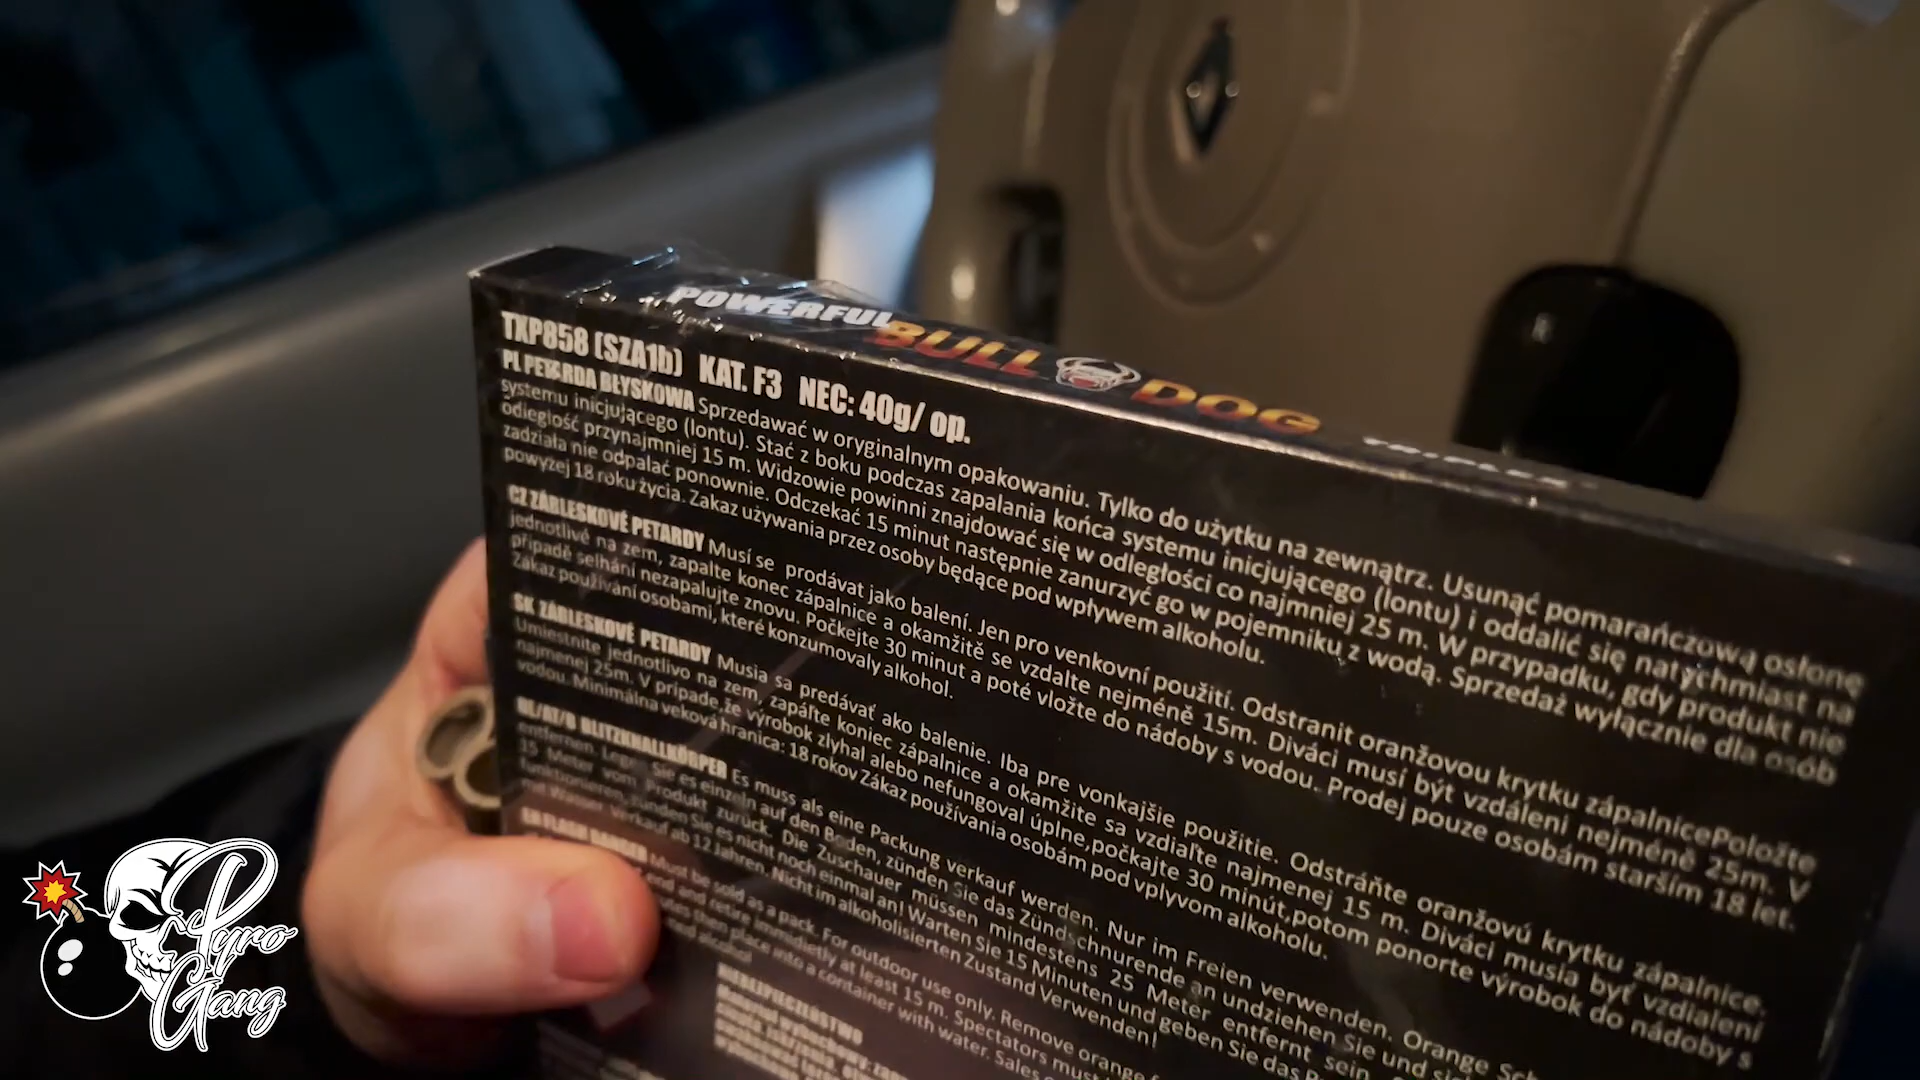 POWERFUL BULL DOG
TXP858 (SZA1b) KAT. F3 NEC: 40g/ op.
PL PETARDA BŁYSKOWA Sprzedawać w oryginalnym opakowaniu. Tylko do użytku na zewnątrz. Usunąć pomarańczową osłonę
systemu inicjującego (lontu). Stać z boku podczas zapalania końca systemu inicjującego (lontu) i oddalić się natychmiast na
odległość przynajmniej 15 m. Widzowie powinni znajdować się w odległości co najmniej 25 m. W przypadku, gdy produkt nie
zadziała nie odpalać ponownie. Odczekać 15 minut następnie zanurzyć go w pojemniku z wodą. Sprzedaż wyłącznie dla osób
powyżej 18 roku życia. Zakaz używania przez osoby będące pod wpływem alkoholu.
CZ ZÁBLESKOVÉ PETARDY Musí se prodávat jako balení. Jen pro venkovní použití. Odstranit oranžovou krytku zápalnicePoložte
jednotlivě na zem, zapalte konec zápalnice a okamžitě se vzdalte nejméně 15m. Diváci musí být vzdáleni nejméně 25m. V
případě selhání nezapalujte znovu. Počkejte 30 minut a poté vložte do nádoby s vodou. Prodej pouze osobám starším 18 let.
Zákaz používání osobami, které konzumovaly alkohol.
SK ZÁBLESKOVÉ PETARDY Musia sa predávať ako balenie. Iba pre vonkajšie použitie. Odstráňte oranžovú krytku zápalnice.
Umiestnite jednotlivo na zem, zapáľte koniec zápalnice a okamžite sa vzdiaľte najmenej 15 m. Diváci musia byť vzdialení
najmenej 25m. V prípade,že výrobok zlyhal alebo nefungoval úplne,počkajte 30 minút,potom ponorte výrobok do nádoby s
vodou. Minimálna veková hranica: 18 rokov Zákaz používania osobám pod vplyvom alkoholu.
BLITZKNALLKÖRPER Es muss als eine Packung verkauf werden. Nur im Freien verwenden. Orange
entfernen. Legen Sie es einzeln auf den Boden, zünden Sie das Zünd;chnurende an undziehen Sie
15 Meter vom Produkt zurück. Die Zuschauer müssen mindestens 25 Meter entfernt sein.
funktionieren, zünden Sie es nicht noch einmal an! Warten Sie 15 Minuten und geben Sie das
mit Wasser. Verkauf ab 12 Jahren. Nicht im alkoholisierten Zustand Verwenden!
Must be sold as a pack. For outdoor use only. Remove orange
and retire immedietly at least 15 m. Spectators must
place into a container with water. Sales
alcohol
Pyro
Gang